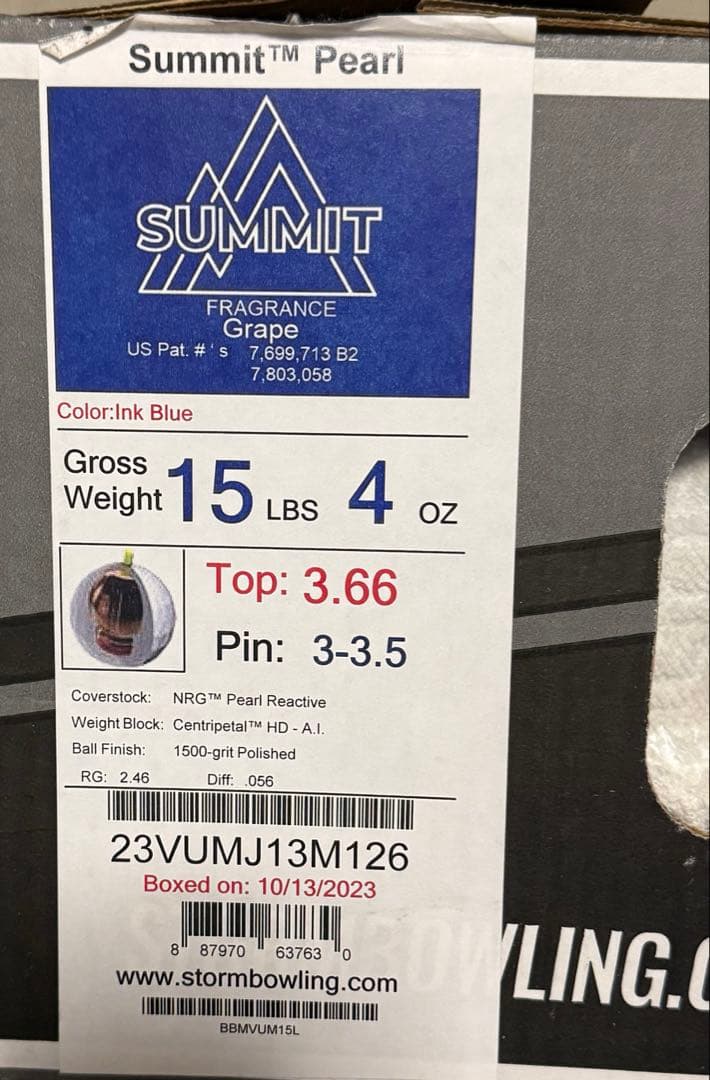 Summit™ Pearl
SUMMIT
FRAGRANCE
Grape
US Pat. # ' s 7,699,713 B2
7,803,058
Color:Ink Blue
Gross Weight 15 LBS 4 OZ
Top: 3.66
Pin: 3-3.5
Coverstock: NRG™ Pearl Reactive
Weight Block: Centripetal™ HD - A.I.
Ball Finish: 1500-grit Polished
RG: 2.46 Diff: .056
23VUMJ13M126
Boxed on: 10/13/2023
8 87970 63763 0
www.stormbowling.com
BBMVUM15L
WLING.